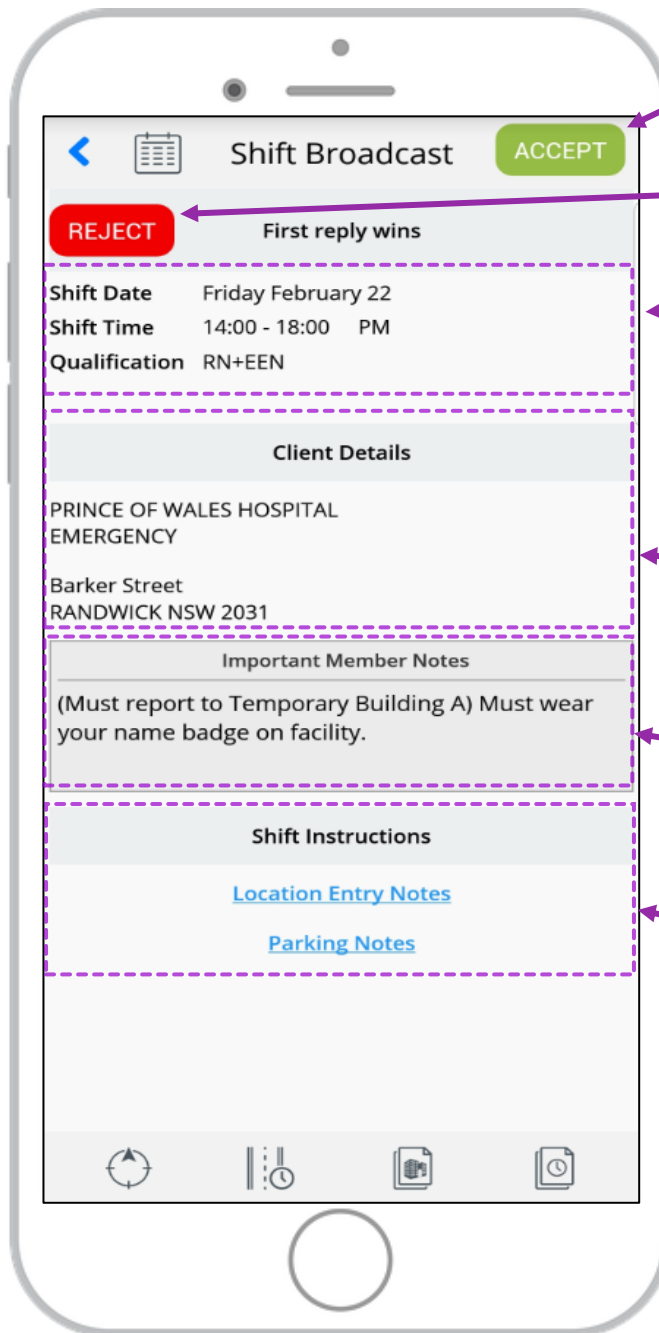 Shift Broadcast
ACCEPT
REJECT
First reply wins
Shift Date Friday February 22
Shift Time 14:00 - 18:00 PM
Qualification RN+EEN
Client Details
PRINCE OF WALES HOSPITAL
EMERGENCY
Barker Street
RANDWICK NSW 2031
Important Member Notes
(Must report to Temporary Building A) Must wear
your name badge on facility.
Shift Instructions
Location Entry Notes
Parking Notes